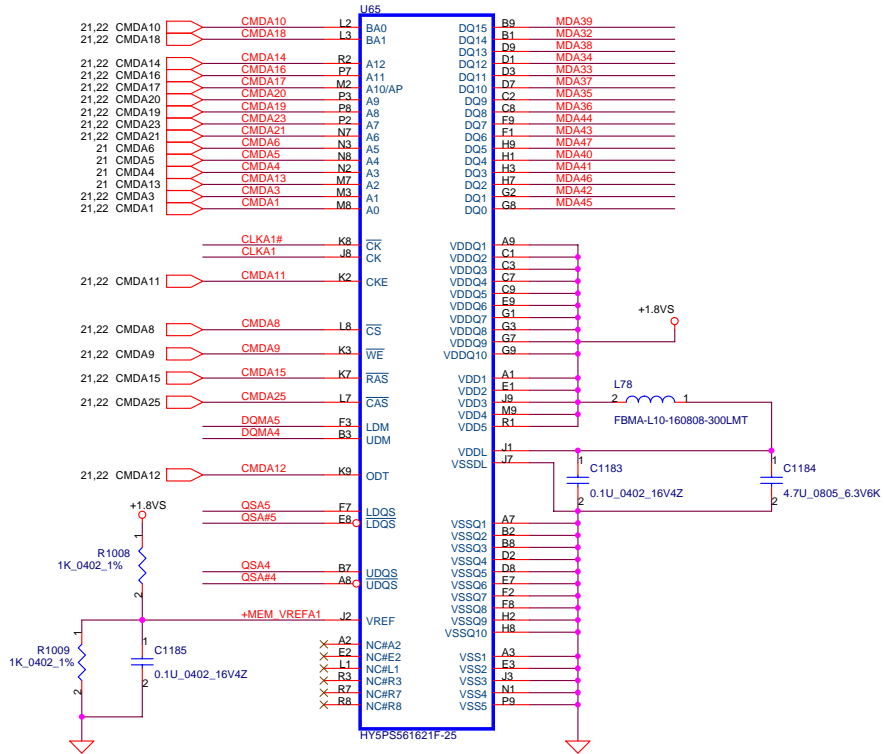 U65
21,22 CMDA10 CMDA10 L2 BA0 DQ15 B9 MDA39
21,22 CMDA18 CMDA18 L3 BA1 DQ14 B1 MDA32
DQ13 D9 MDA38
21,22 CMDA14 CMDA14 R2 A12 DQ12 D1 MDA34
21,22 CMDA16 CMDA16 P7 A11 DQ11 D3 MDA33
21,22 CMDA17 CMDA17 M2 A10/AP DQ10 D7 MDA37
21,22 CMDA20 CMDA20 P3 A9 DQ9 C2 MDA35
21,22 CMDA19 CMDA19 P8 A8 DQ8 C8 MDA36
21,22 CMDA23 CMDA23 P2 A7 DQ7 F9 MDA44
21,22 CMDA21 CMDA21 N7 A6 DQ6 F1 MDA43
21 CMDA6 CMDA6 N3 A5 DQ5 H9 MDA47
21 CMDA5 CMDA5 N8 A4 DQ4 H1 MDA40
21 CMDA4 CMDA4 N2 A3 DQ3 H3 MDA41
21 CMDA13 CMDA13 M7 A2 DQ2 H7 MDA46
21,22 CMDA3 CMDA3 M3 A1 DQ1 G2 MDA42
21,22 CMDA1 CMDA1 M8 A0 DQ0 G8 MDA45
CLKA1# K8 CK VDDQ1 A9
CLKA1 J8 CK VDDQ2 C1
VDDQ3 C3
21,22 CMDA11 CMDA11 K2 CKE VDDQ4 C7
VDDQ5 C9
VDDQ6 E9
VDDQ7 G1
+1.8VS
21,22 CMDA8 CMDA8 L8 CS VDDQ8 G3
VDDQ9 G7
21,22 CMDA9 CMDA9 K3 WE VDDQ10 G9
21,22 CMDA15 CMDA15 K7 RAS VDD1 A1
VDD2 E1
L78
21,22 CMDA25 CMDA25 L7 CAS VDD3 J9 2 1
VDD4 M9
FBMA-L10-160808-300LMT
DQMA5 F3 LDM VDD5 R1
DQMA4 B3 UDM
VDDL J1
VSSDL J7
21,22 CMDA12 CMDA12 K9 ODT
1 C1183 2
0.1U_0402_16V4Z
1 C1184 2
4.7U_0805_6.3V6K
QSA5 F7 LDQS
QSA#5 E8 LDQS VSSQ1 A7
VSSQ2 B2
VSSQ3 B8
VSSQ4 D2
QSA4 B7 UDQS VSSQ5 D8
QSA#4 A8 UDQS VSSQ6 E7
VSSQ7 F2
VSSQ8 F8
+MEM_VREFA1 J2 VREF VSSQ9 H2
VSSQ10 H8
+1.8VS
1 R1008 2
1K_0402_1%
1 R1009 2
1K_0402_1%
1 C1185 2
0.1U_0402_16V4Z
A2 NC#A2 VSS1 A3
E2 NC#E2 VSS2 E3
L1 NC#L1 VSS3 J3
R3 NC#R3 VSS4 N1
R7 NC#R7 VSS5 P9
R8 NC#R8
HY5PS561621F-25